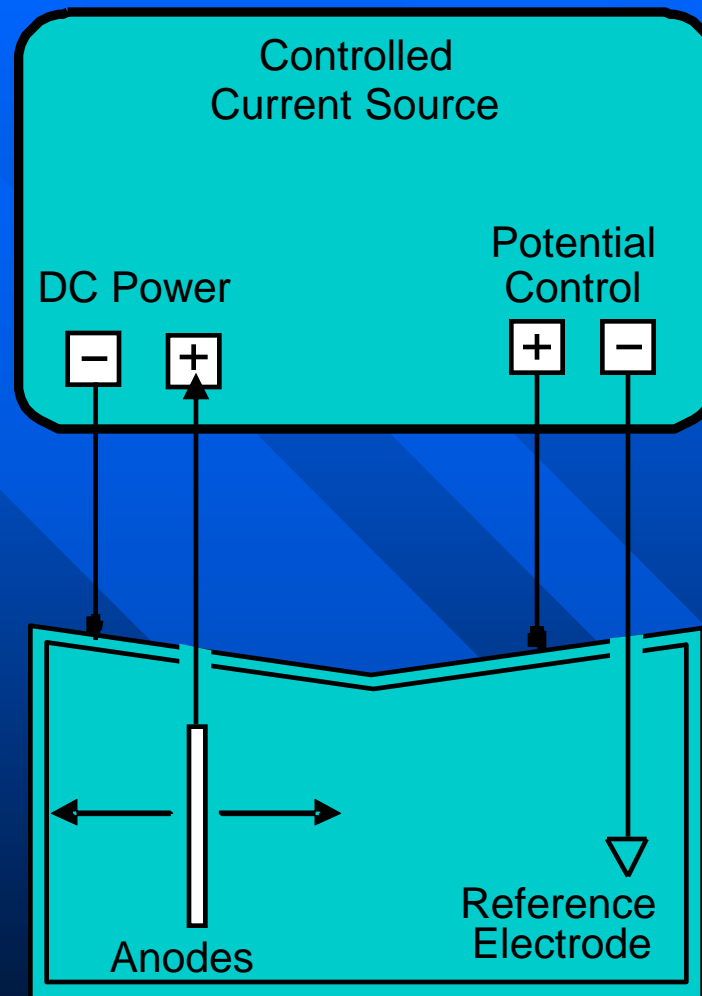 Controlled
Current Source
Potential
Control
DC Power
− +
+ −
Reference
Electrode
Anodes